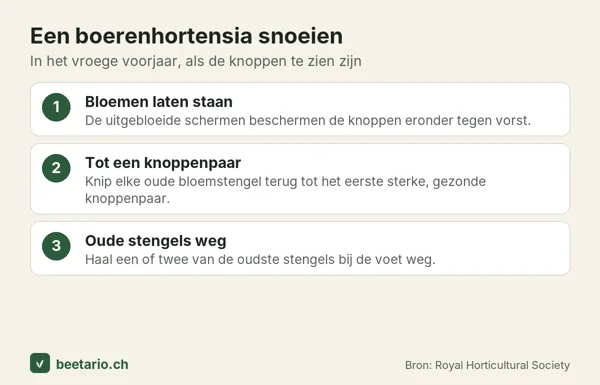 Een boerenhortensia snoeien
In het vroege voorjaar, als de knoppen te zien zijn
1
Bloemen laten staan
De uitgebloeide schermen beschermen de knoppen eronder tegen vorst.
2
Tot een knoppenpaar
Knip elke oude bloemstengel terug tot het eerste sterke, gezonde
knoppenpaar.
3
Oude stengels weg
Haal een of twee van de oudste stengels bij de voet weg.
beetario.ch
Bron: Royal Horticultural Society